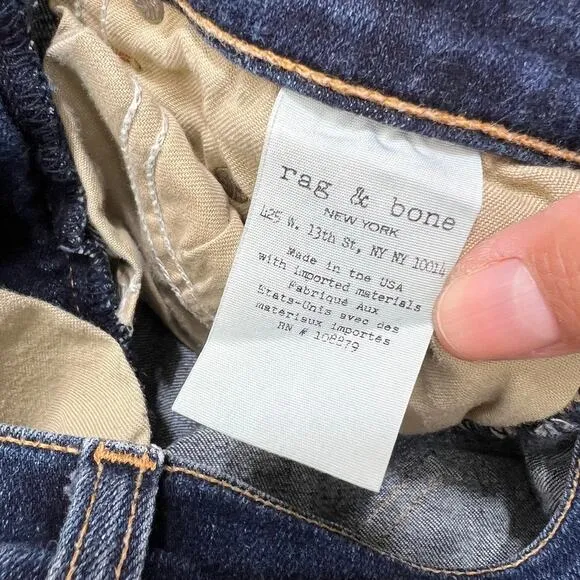 rag & bone
NEW YORK
425 W. 13th St, NY NY 10014
Made in the USA
with Imported materials
Fabriqué Aux
États-Unis avec des
matériaux importés
RN # 108879